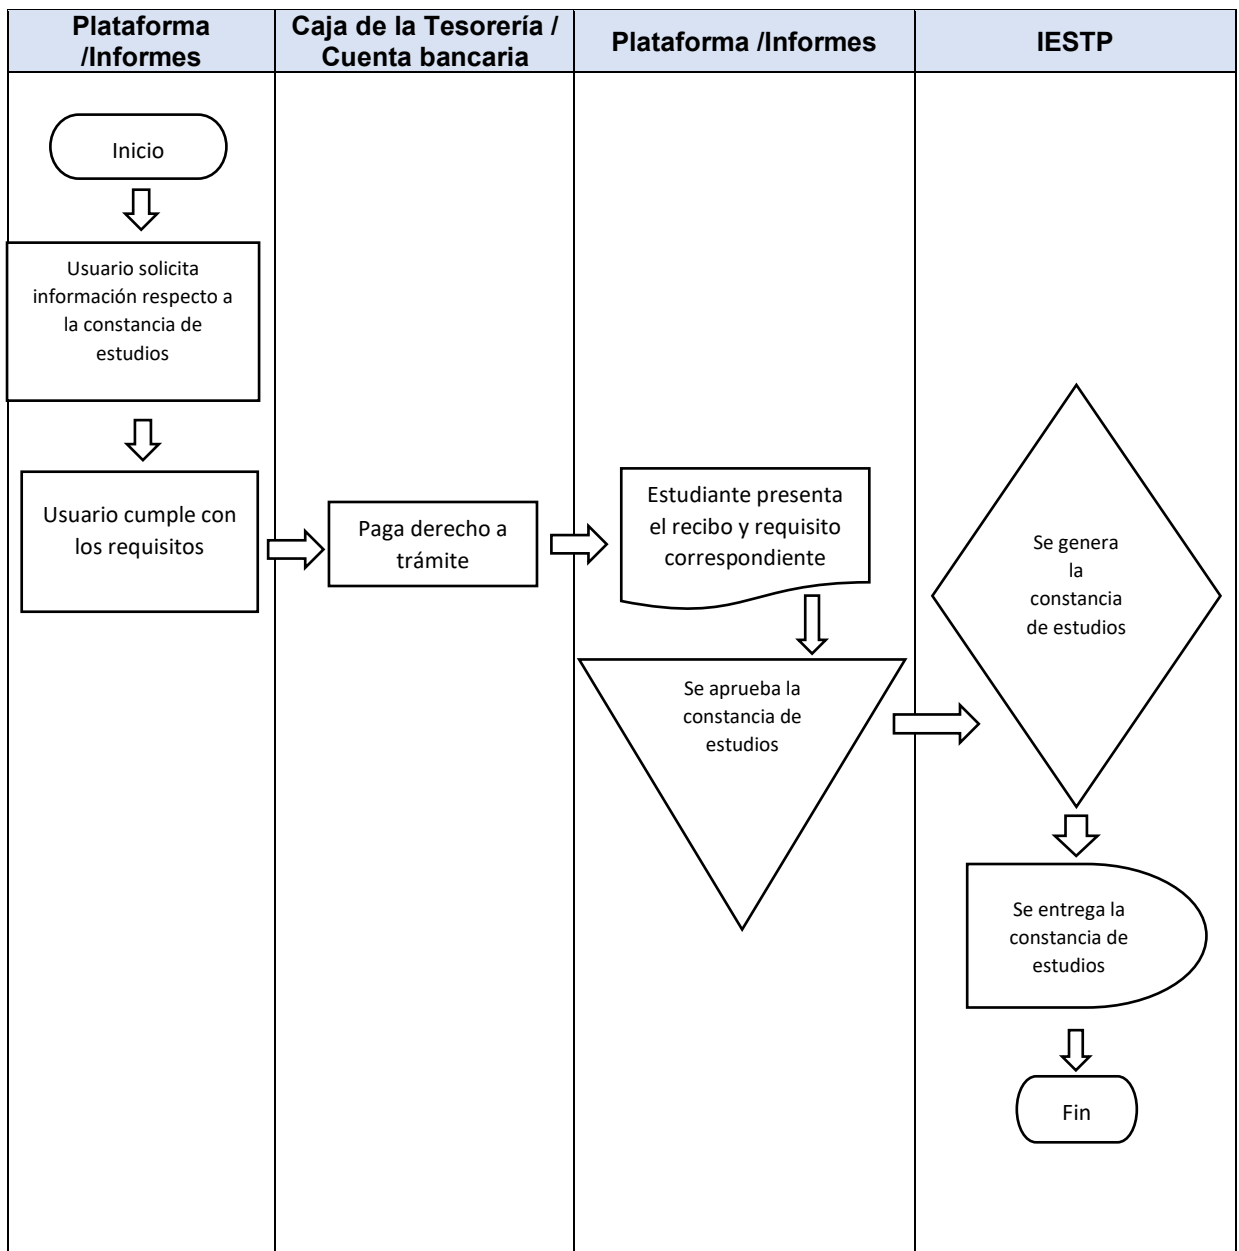 Plataforma
/Informes
Caja de la Tesorería /
Cuenta bancaria
Plataforma /Informes
IESTP
Inicio
Usuario solicita
información respecto a
la constancia de
estudios
Usuario cumple con
los requisitos
Paga derecho a
trámite
Estudiante presenta
el recibo y requisito
correspondiente
Se aprueba la
constancia de
estudios
Se genera
la
constancia
de estudios
Se entrega la
constancia de
estudios
Fin